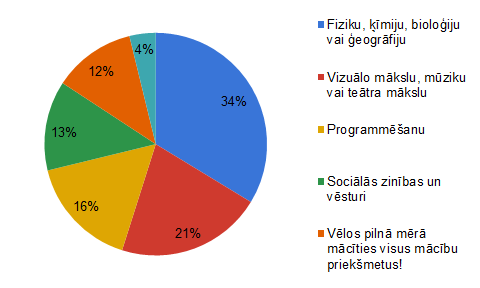 34%
21%
16%
13%
12%
4%
Fiziku, ķīmiju, bioloģiju
vai ģeogrāfiju
Vizuālo mākslu, mūziku
vai teātra mākslu
Programmēšanu
Sociālās zinības un
vēsturi
Vēlos pilnā mērā
mācīties visus mācību
priekšmetus!